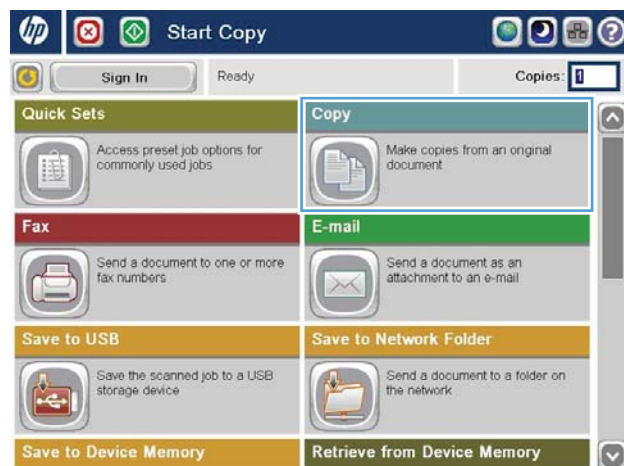 hp
Start Copy
?
Sign In
Ready
Copies: 1
Quick Sets
Access preset job options for
commonly used jobs
Copy
Make copies from an original
document
Fax
Send a document to one or more
fax numbers
E-mail
Send a document as an
attachment to an e-mail
Save to USB
Save the scanned job to a USB
storage device
Save to Network Folder
Send a document to a folder on
the network
Save to Device Memory
Retrieve from Device Memory